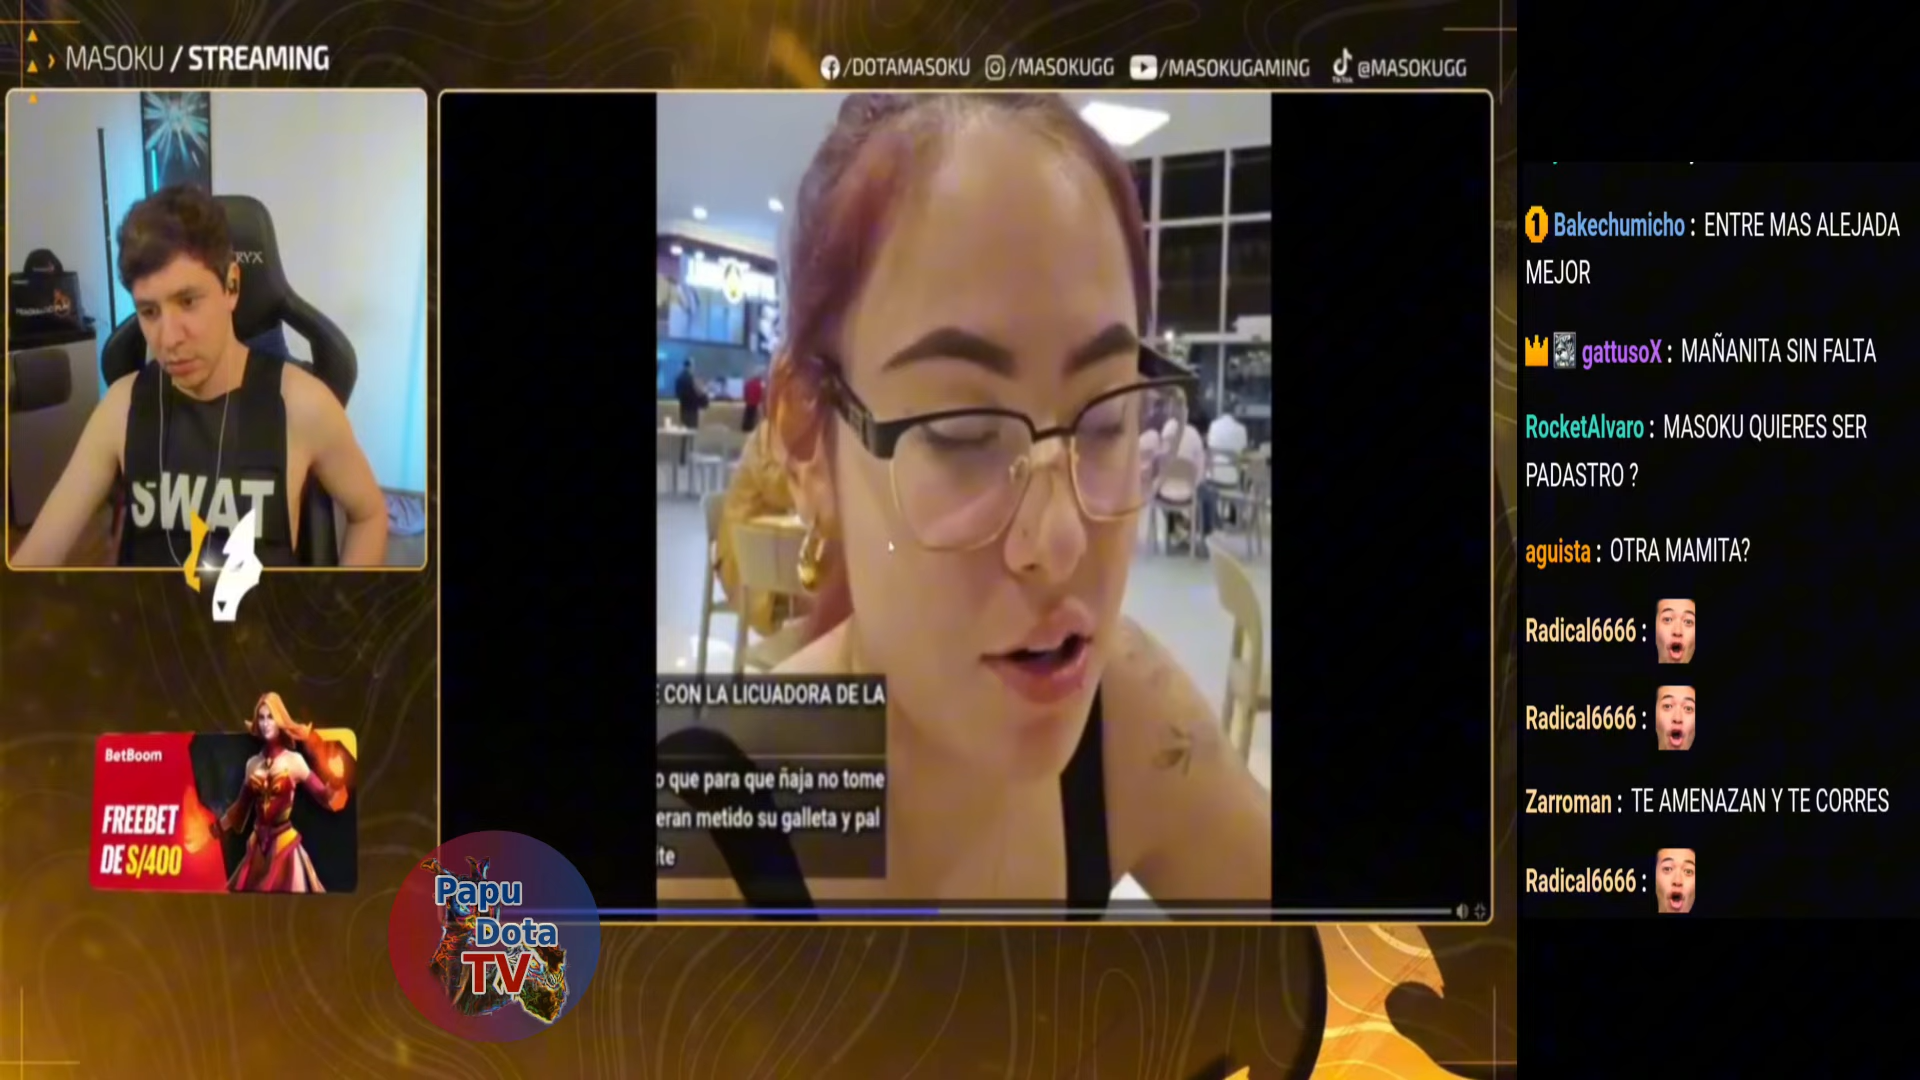 MASOKU / STREAMING
/DOTAMASOKU /MASOKUGG /MASOKUGAMING @MASOKUGG
RYX
SWAT
CON LA LICUADORA DE LA
que para que ñaja no tome
eran metido su galleta y pal
BetBoom
FREEBET
DE S/400
Papu
Dota
TV
Bakechumicho : ENTRE MAS ALEJADA
MEJOR
gattusoX : MAÑANITA SIN FALTA
RocketAlvaro : MASOKU QUIERES SER
PADASTRO ?
aguista : OTRA MAMITA?
Radical6666 :
Radical6666 :
Zarroman : TE AMENAZAN Y TE CORRES
Radical6666 :